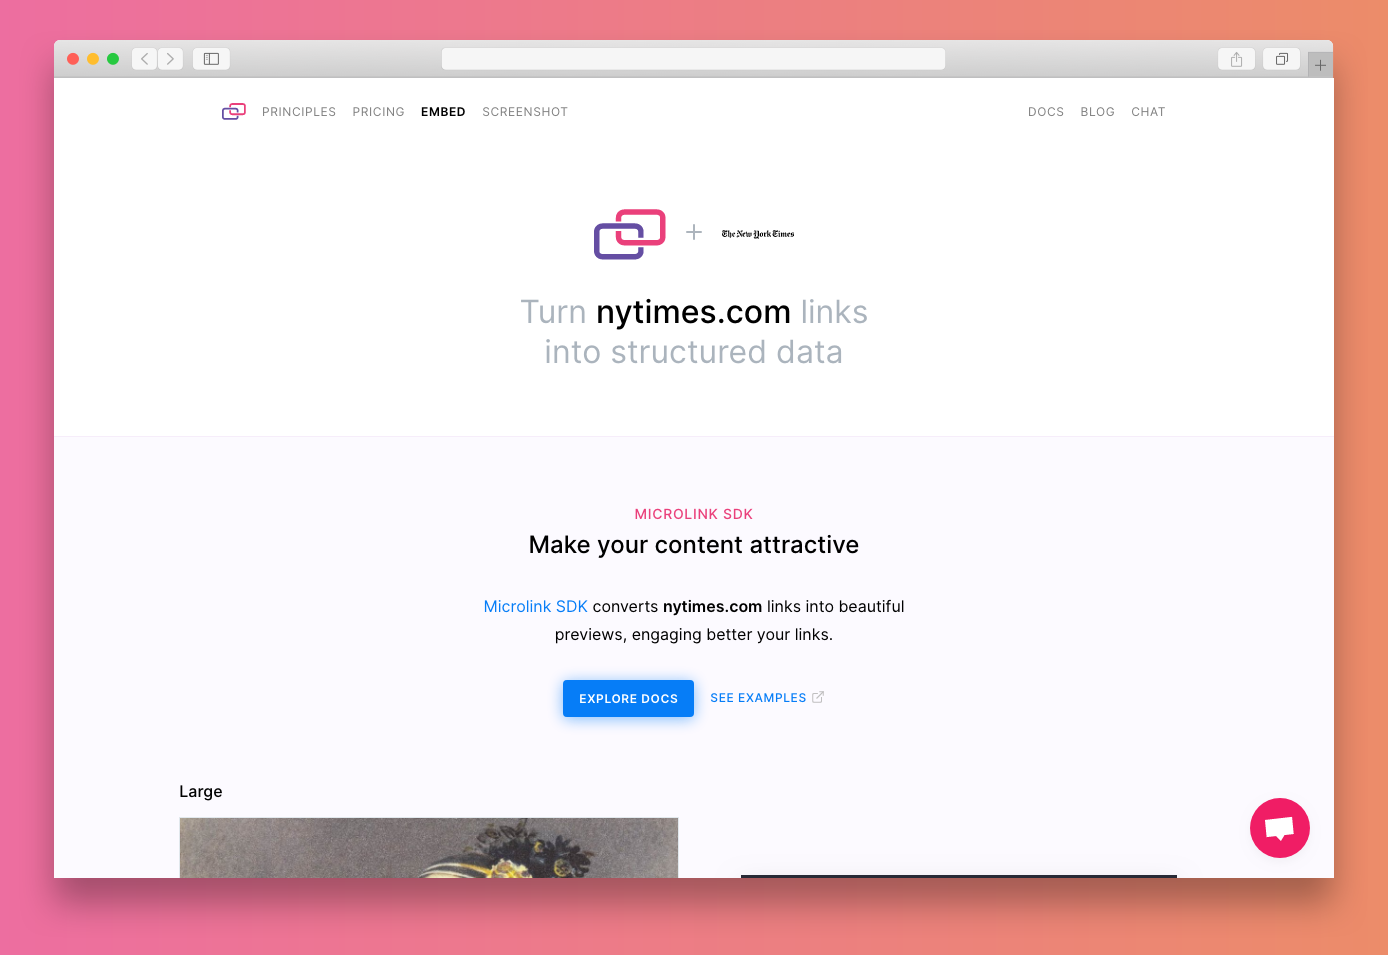 PRINCIPLES PRICING EMBED SCREENSHOT DOCS BLOG CHAT
The New York Times
Turn nytimes.com links
into structured data
MICROLINK SDK
Make your content attractive
Microlink SDK converts nytimes.com links into beautiful
previews, engaging better your links.
EXPLORE DOCS SEE EXAMPLES
Large